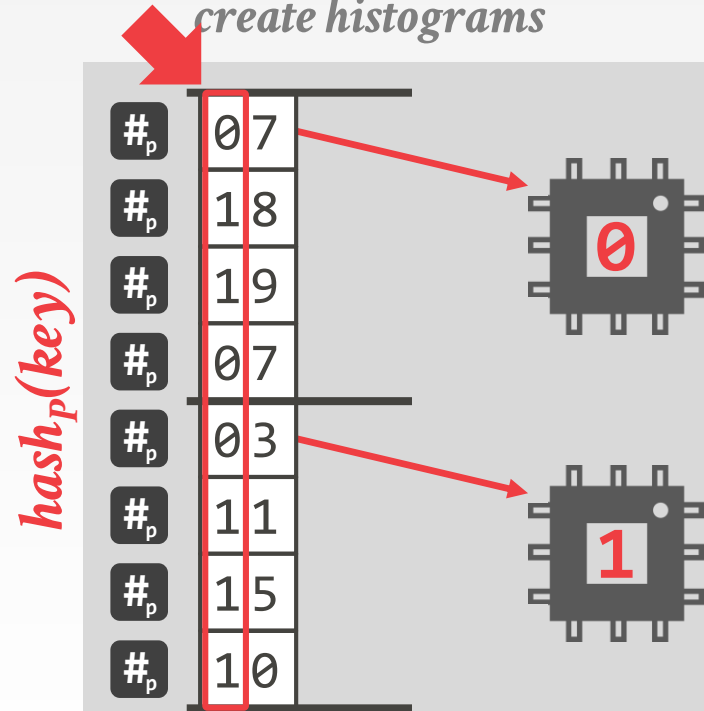 create histograms
hashp(key)
#p 07
#p 18
#p 19
#p 07
#p 03
#p 11
#p 15
#p 10
0
1